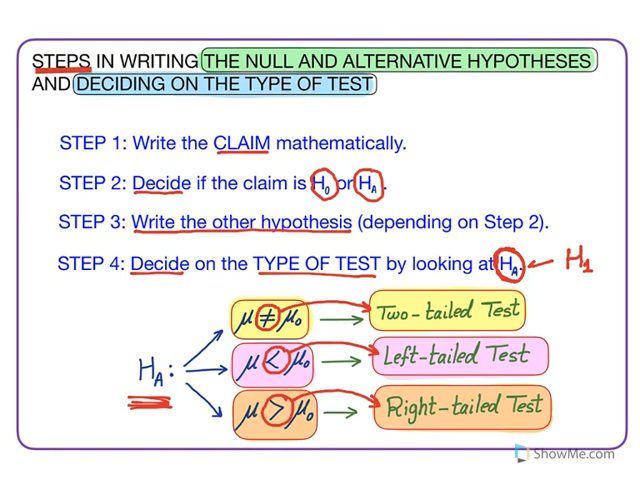 STEPS IN WRITING THE NULL AND ALTERNATIVE HYPOTHESES
AND DECIDING ON THE TYPE OF TEST
STEP 1: Write the CLAIM mathematically.
STEP 2: Decide if the claim is H₀ or Hₐ.
STEP 3: Write the other hypothesis (depending on Step 2).
STEP 4: Decide on the TYPE OF TEST by looking at Hₐ. ← H₁
μ ≠ μ₀ → Two-tailed Test
Hₐ: μ < μ₀ → Left-tailed Test
μ > μ₀ → Right-tailed Test
ShowMe.com